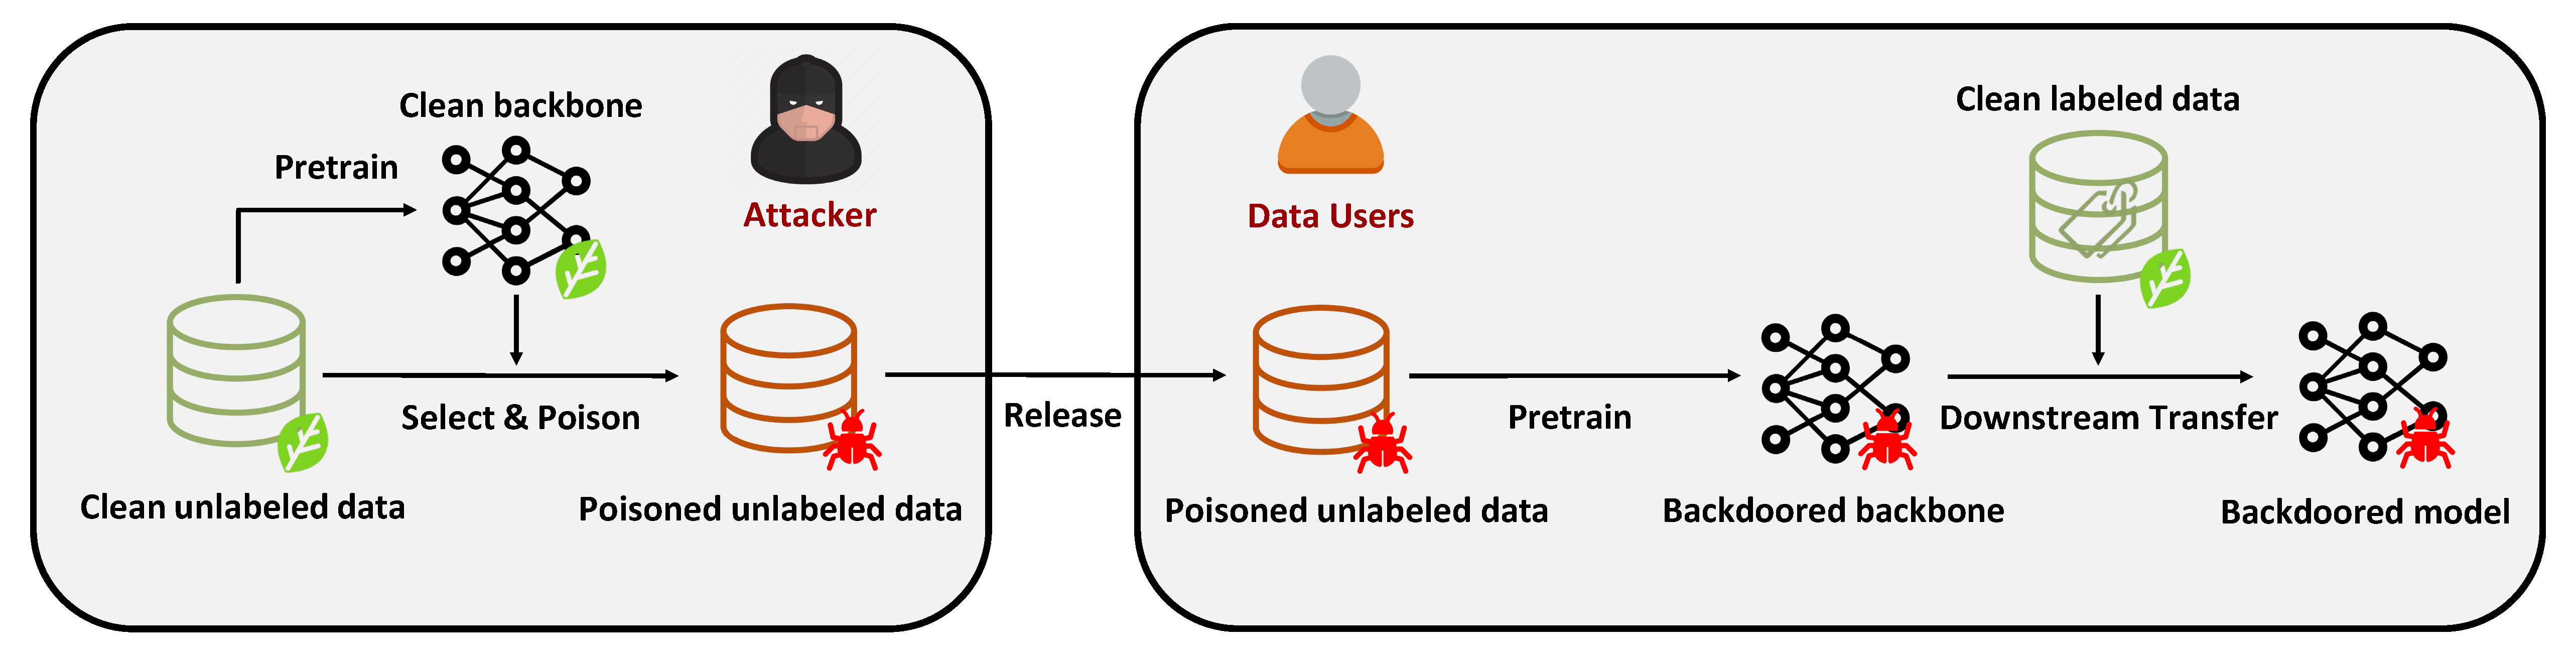 Clean backbone
Pretrain
Attacker
Select & Poison
Clean unlabeled data
Poisoned unlabeled data
Release
Data Users
Clean labeled data
Pretrain
Downstream Transfer
Poisoned unlabeled data
Backdoored backbone
Backdoored model